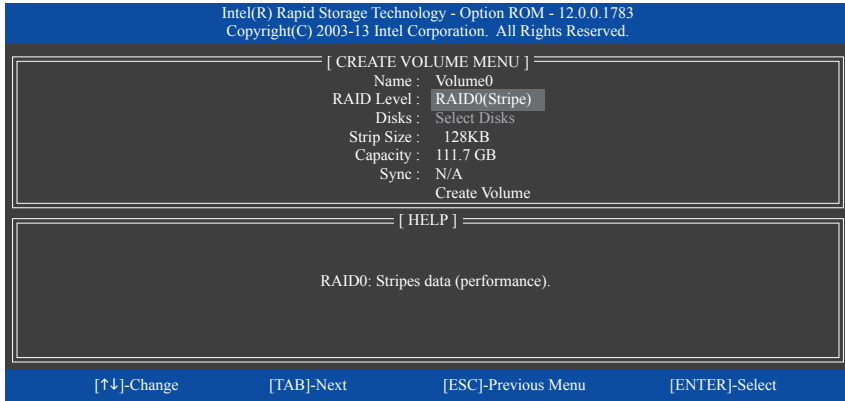 Intel(R) Rapid Storage Technology - Option ROM - 12.0.0.1783
Copyright(C) 2003-13 Intel Corporation. All Rights Reserved.
[ CREATE VOLUME MENU ]
Name : Volume0
RAID Level : RAID0(Stripe)
Disks : Select Disks
Strip Size : 128KB
Capacity : 111.7 GB
Sync : N/A
Create Volume
[ HELP ]
RAID0: Stripes data (performance).
[↑↓]-Change [TAB]-Next [ESC]-Previous Menu [ENTER]-Select